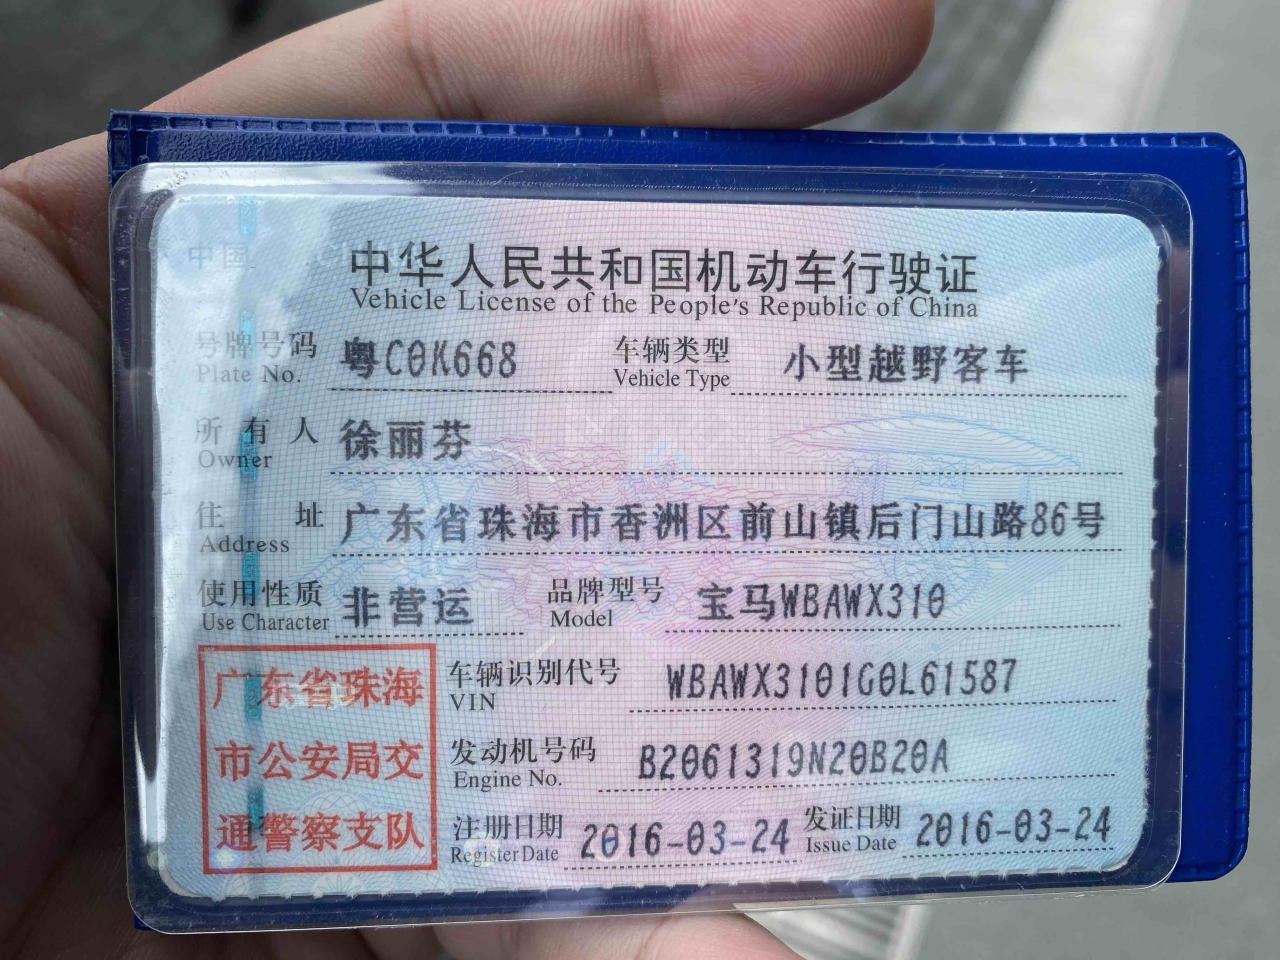 中华人民共和国机动车行驶证
Vehicle License of the People's Republic of China
号牌号码 粤C0K668 车辆类型 小型越野客车
Plate No. Vehicle Type
所有人 徐丽芬
Owner
住址 广东省珠海市香洲区前山镇后门山路86号
Address
使用性质 非营运 品牌型号 宝马WBAWX310
Use Character Model
广东省珠海
市公安局交
通警察支队
车辆识别代号 WBAWX3101G0L61587
VIN
发动机号码 B2061319N20B20A
Engine No.
注册日期 2016-03-24 发证日期 2016-03-24
Register Date Issue Date